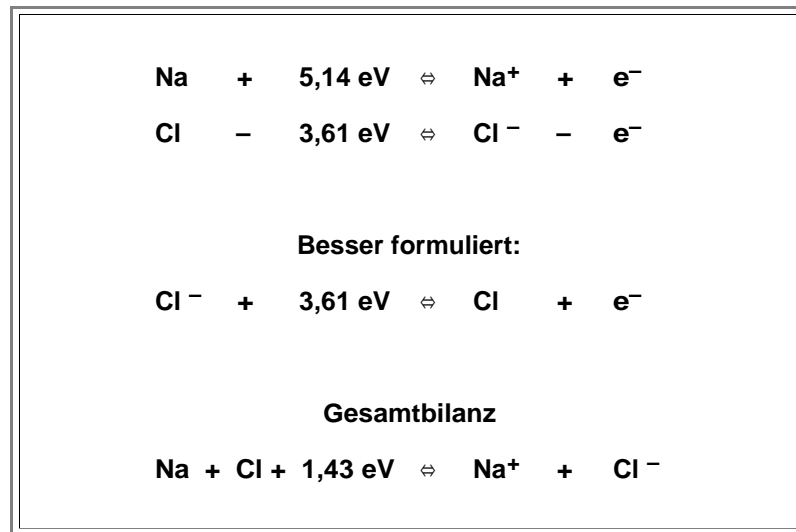 Na + 5,14 eV ⇔ Na⁺ + e⁻
Cl – 3,61 eV ⇔ Cl⁻ – e⁻
Besser formuliert:
Cl⁻ + 3,61 eV ⇔ Cl + e⁻
Gesamtbilanz
Na + Cl + 1,43 eV ⇔ Na⁺ + Cl⁻